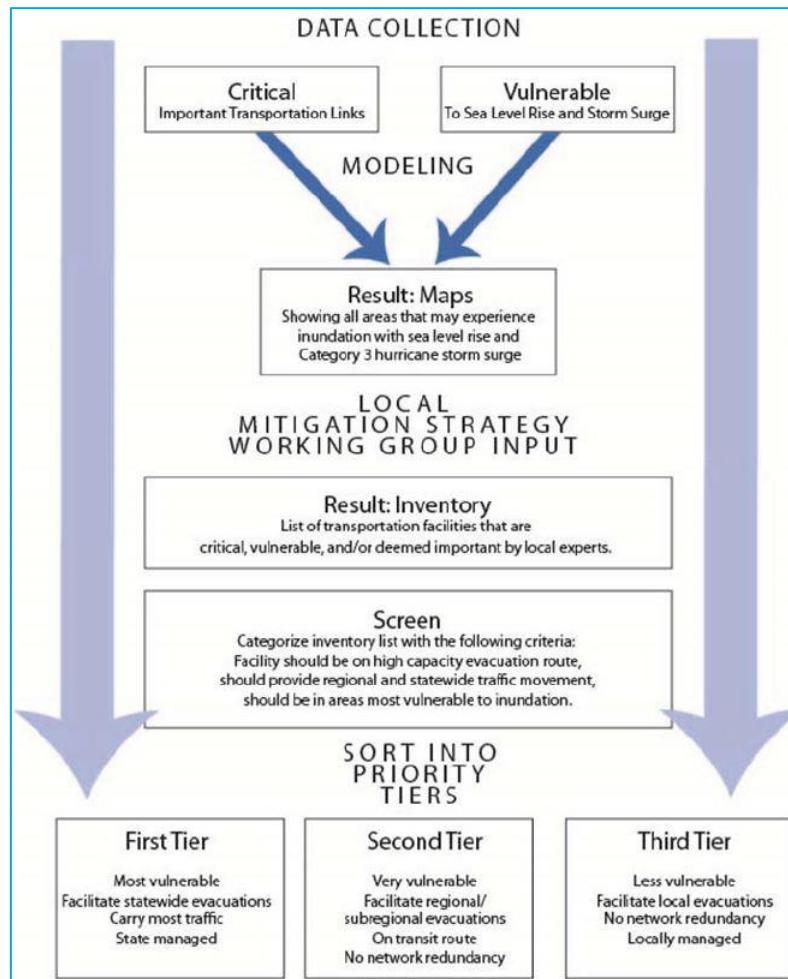 DATA COLLECTION
Critical
Important Transportation Links
Vulnerable
To Sea Level Rise and Storm Surge
MODELING
Result: Maps
Showing all areas that may experience
inundation with sea level rise and
Category 3 hurricane storm surge
LOCAL
MITIGATION STRATEGY
WORKING GROUP INPUT
Result: Inventory
List of transportation facilities that are
critical, vulnerable, and/or deemed important by local experts.
Screen
Categorize inventory list with the following criteria:
Facility should be on high capacity evacuation route,
should provide regional and statewide traffic movement,
should be in areas most vulnerable to inundation.
SORT INTO
PRIORITY
TIERS
First Tier
Most vulnerable
Facilitate statewide evacuations
Carry most traffic
State managed
Second Tier
Very vulnerable
Facilitate regional/
subregional evacuations
On transit route
No network redundancy
Third Tier
Less vulnerable
Facilitate local evacuations
No network redundancy
Locally managed